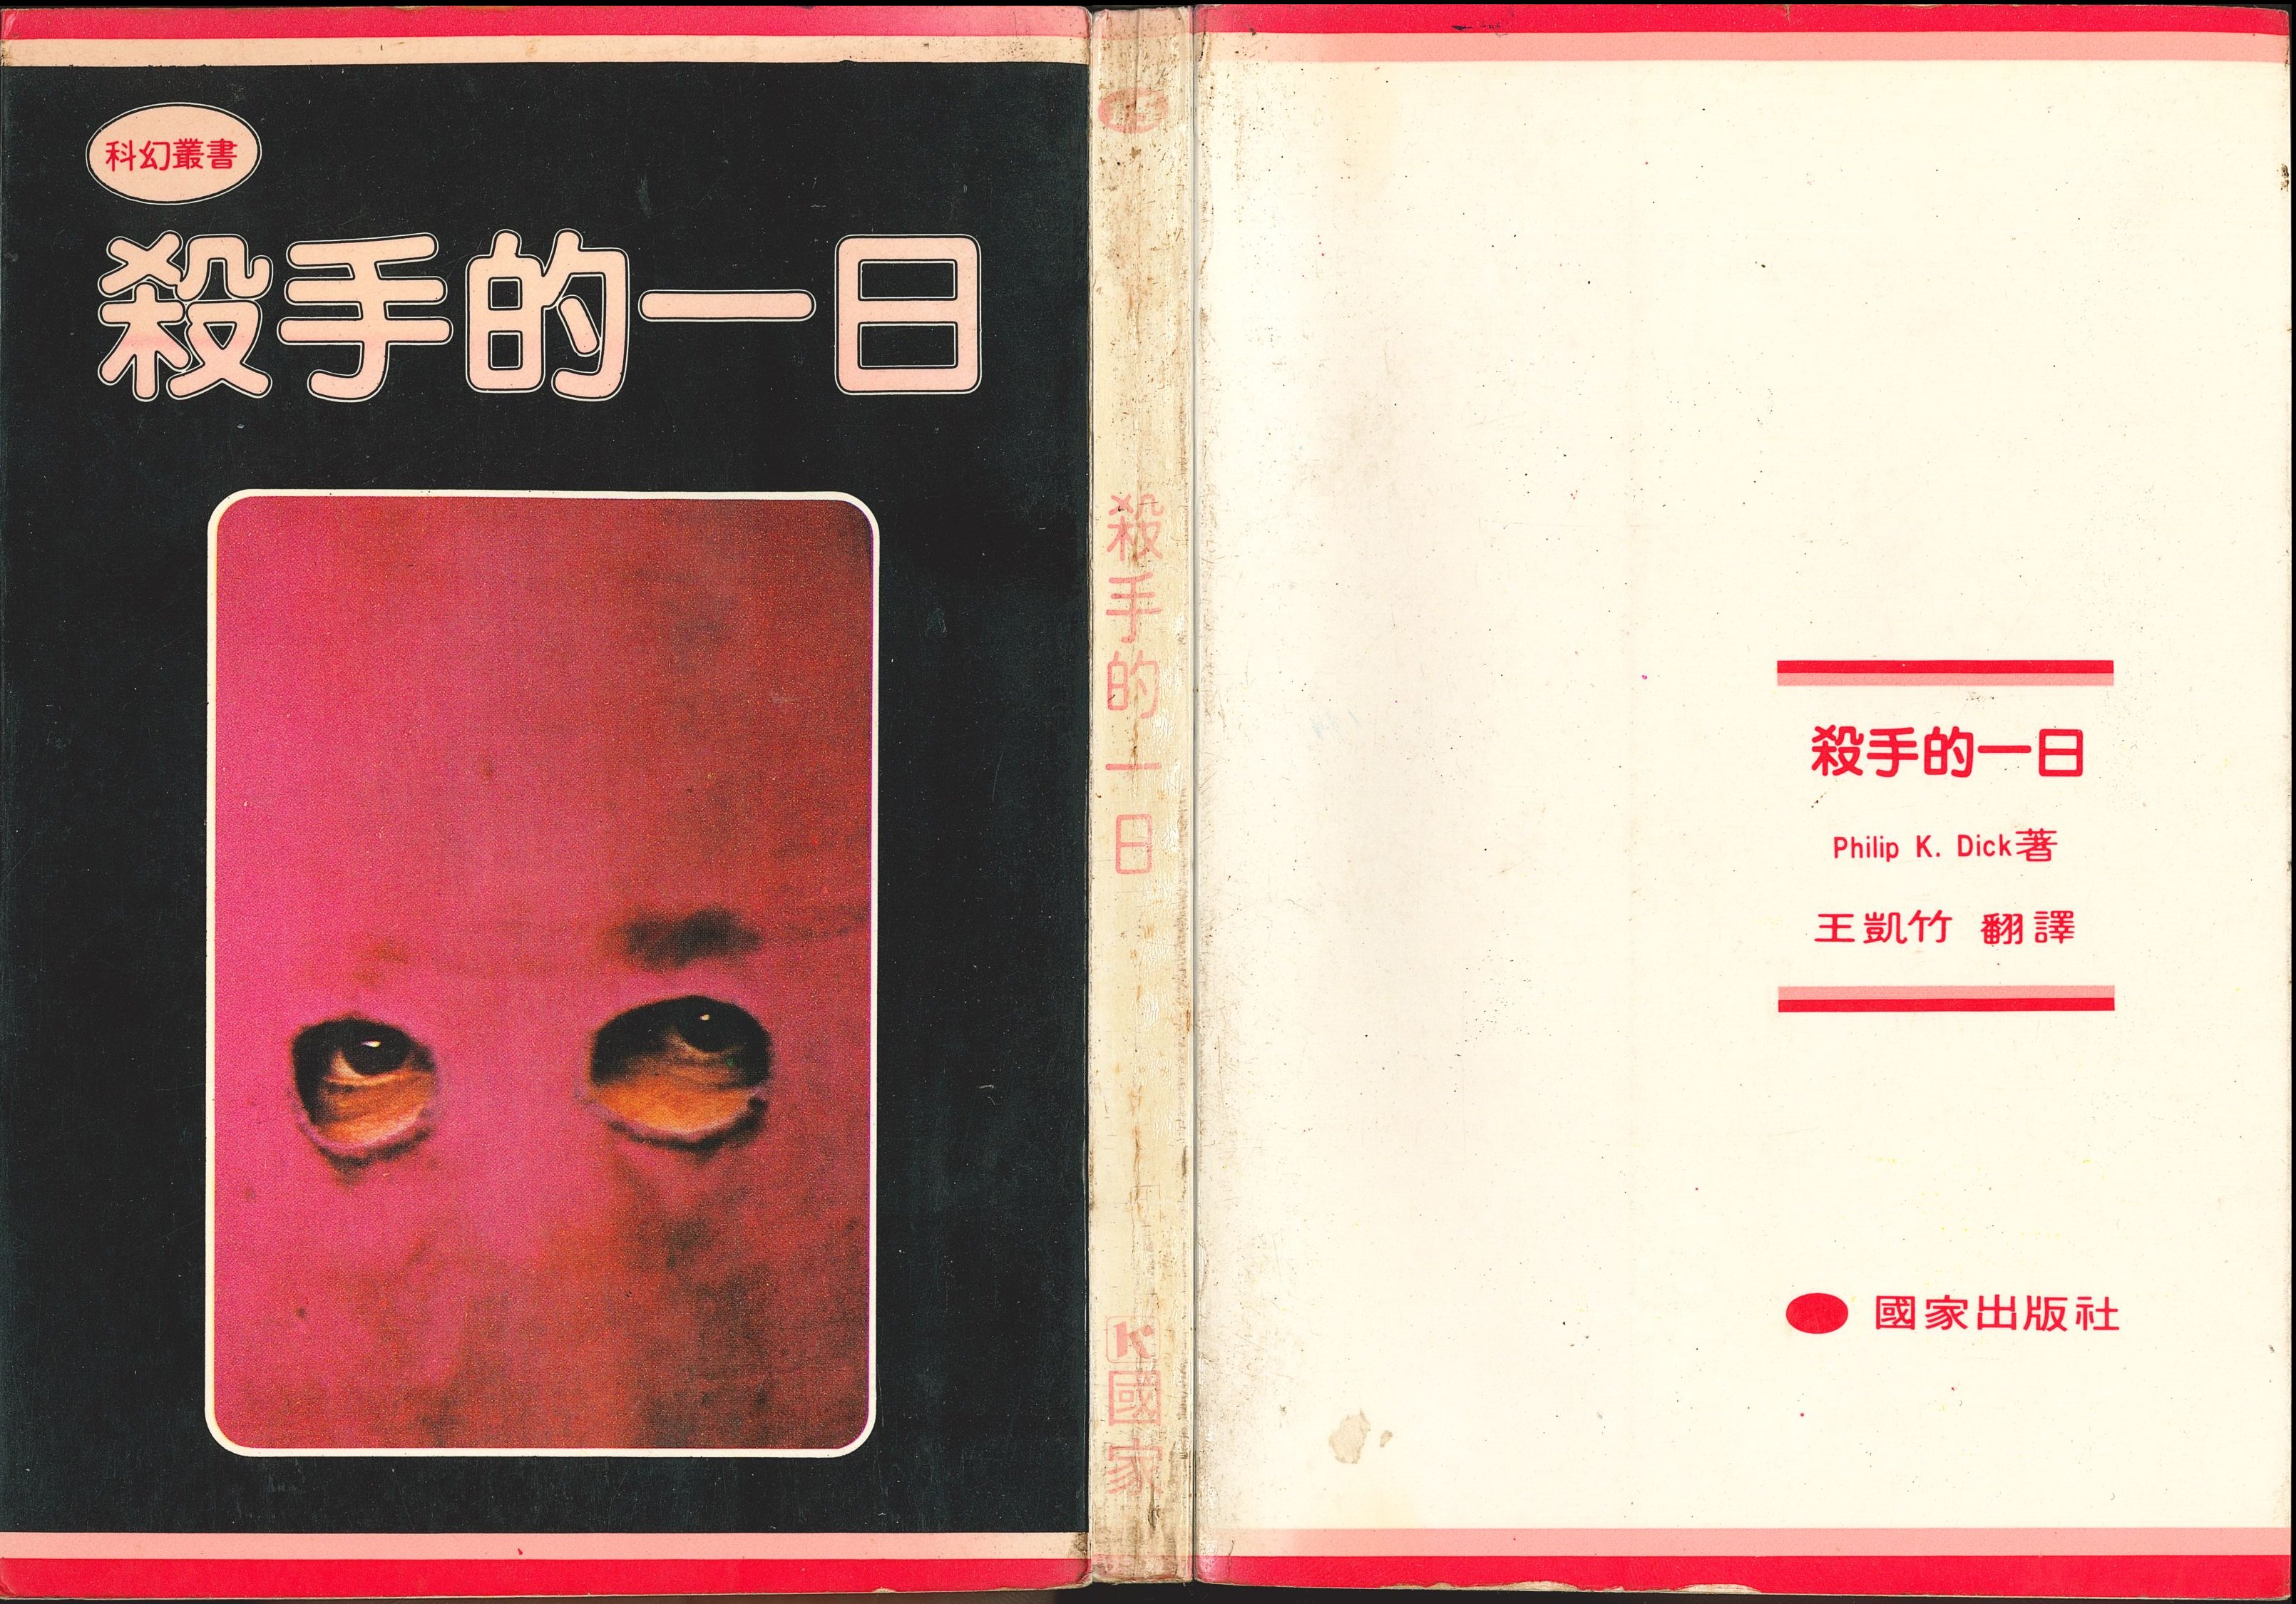 科幻叢書
殺手的一日
殺手的一日
K
國家
殺手的一日
Philip K. Dick著
王凱竹 翻譯
國家出版社